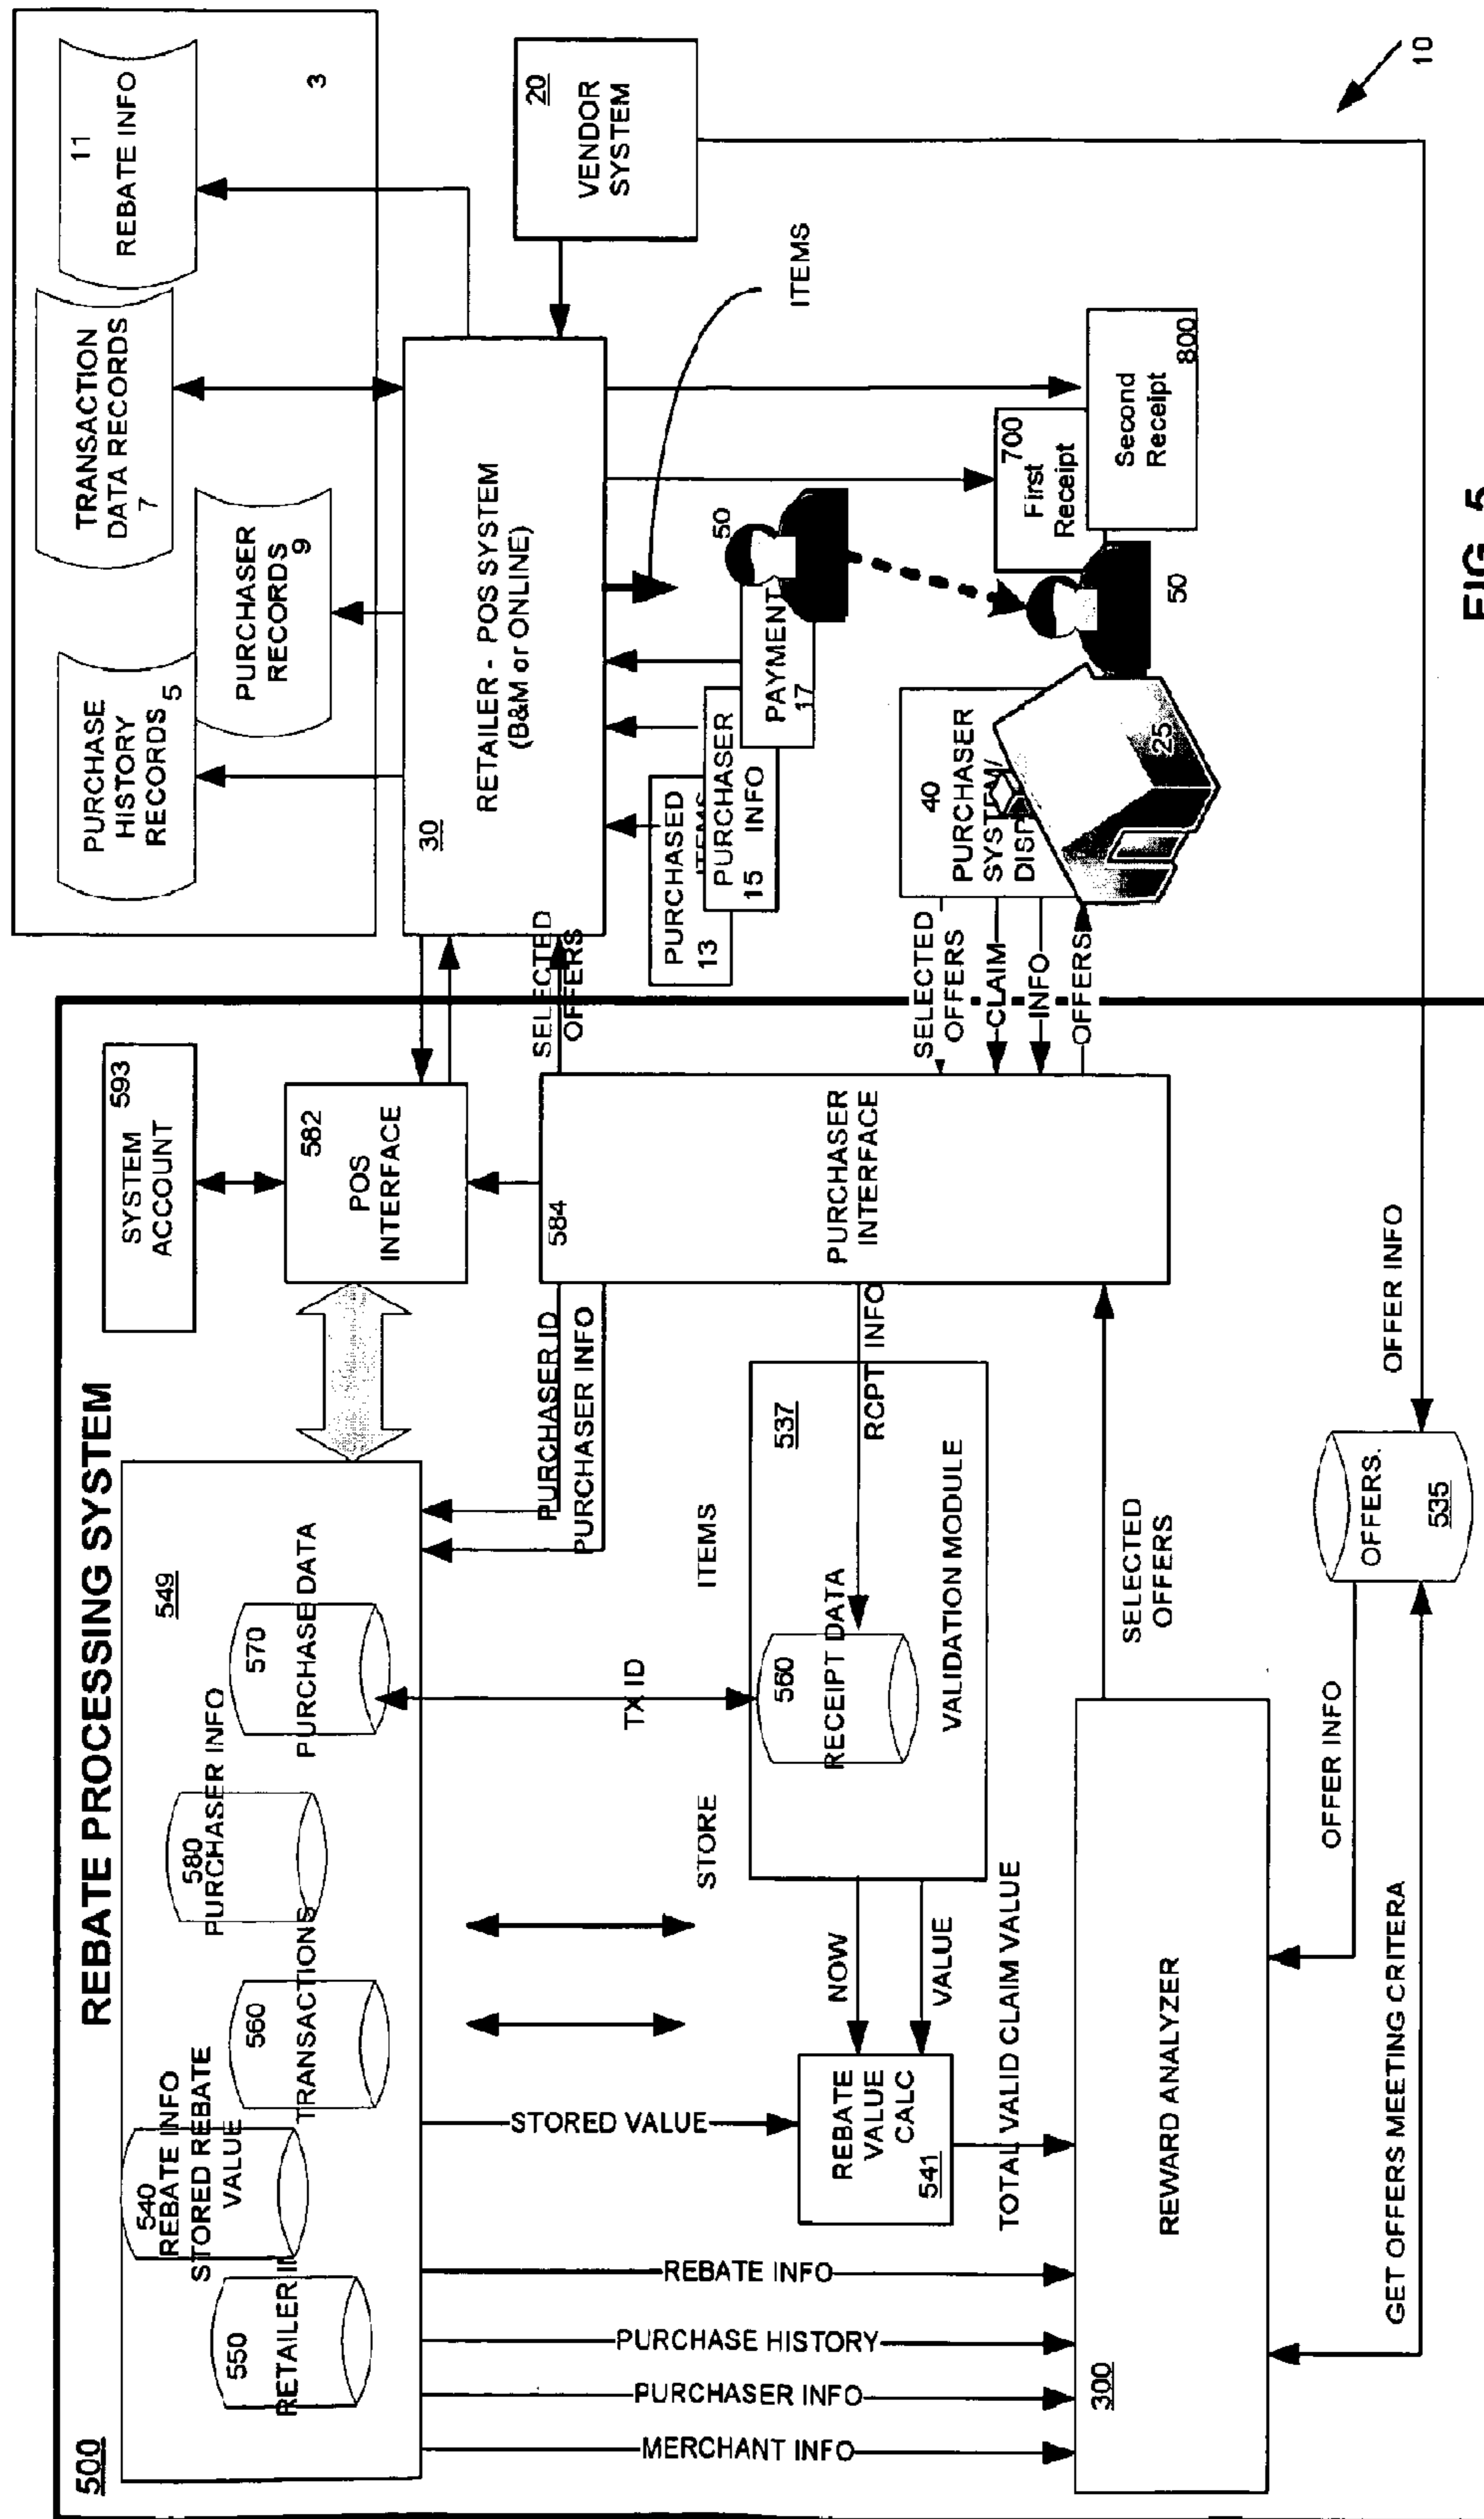 REBATE PROCESSING SYSTEM
500
549
550
RETAILER IN
540
REBATE INFO
STORED REBATE
VALUE
560
TRANSACTIONS
580
PURCHASER INFO
570
PURCHASE DATA
SYSTEM
ACCOUNT
593
582
POS
INTERFACE
584
PURCHASER
INTERFACE
PURCHASER ID
PURCHASER INFO
TX ID
STORE
ITEMS
537
RCPT INFO
560
RECEIPT DATA
VALIDATION MODULE
NOW
VALUE
STORED VALUE
REBATE
VALUE
CALC
541
TOTAL VALID CLAIM VALUE
REBATE INFO
PURCHASE HISTORY
PURCHASER INFO
MERCHANT INFO
300
REWARD ANALYZER
SELECTED
OFFERS
OFFER INFO
GET OFFERS MEETING CRITERA
OFFERS.
535
OFFER INFO
SELECTED
OFFERS
SELECTED
OFFERS
CLAIM
INFO
OFFERS
PURCHASE
HISTORY
RECORDS 5
PURCHASER
RECORDS 9
TRANSACTION
DATA RECORDS
7
11
REBATE INFO
3
30
RETAILER - POS SYSTEM
(B&M or ONLINE)
20
VENDOR
SYSTEM
ITEMS
PURCHASED
ITEMS
13
PURCHASER
15 INFO
PAYMENT
17
50
40
PURCHASER
SYSTEM/
DISP
25
50
700
First
Receipt
Second
Receipt
800
10
FIG. 5